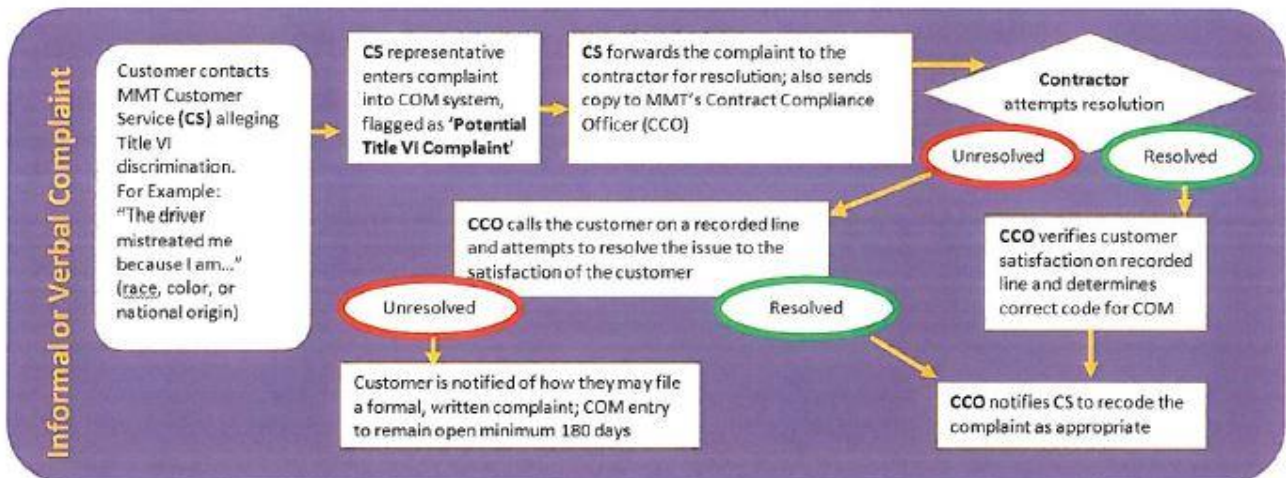 Informal or Verbal Complaint
Customer contacts
MMT Customer
Service (CS) alleging
Title VI
discrimination.
For Example:
"The driver
mistreated me
because I am..."
(race, color, or
national origin)
CS representative
enters complaint
into COM system,
flagged as ‘Potential
Title VI Complaint’
CS forwards the complaint to the
contractor for resolution; also sends
copy to MMT's Contract Compliance
Officer (CCO)
Contractor
attempts resolution
Unresolved
Resolved
CCO calls the customer on a recorded line
and attempts to resolve the issue to the
satisfaction of the customer
CCO verifies customer
satisfaction on recorded
line and determines
correct code for COM
Unresolved
Resolved
Customer is notified of how they may file
a formal, written complaint; COM entry
to remain open minimum 180 days
CCO notifies CS to recode the
complaint as appropriate